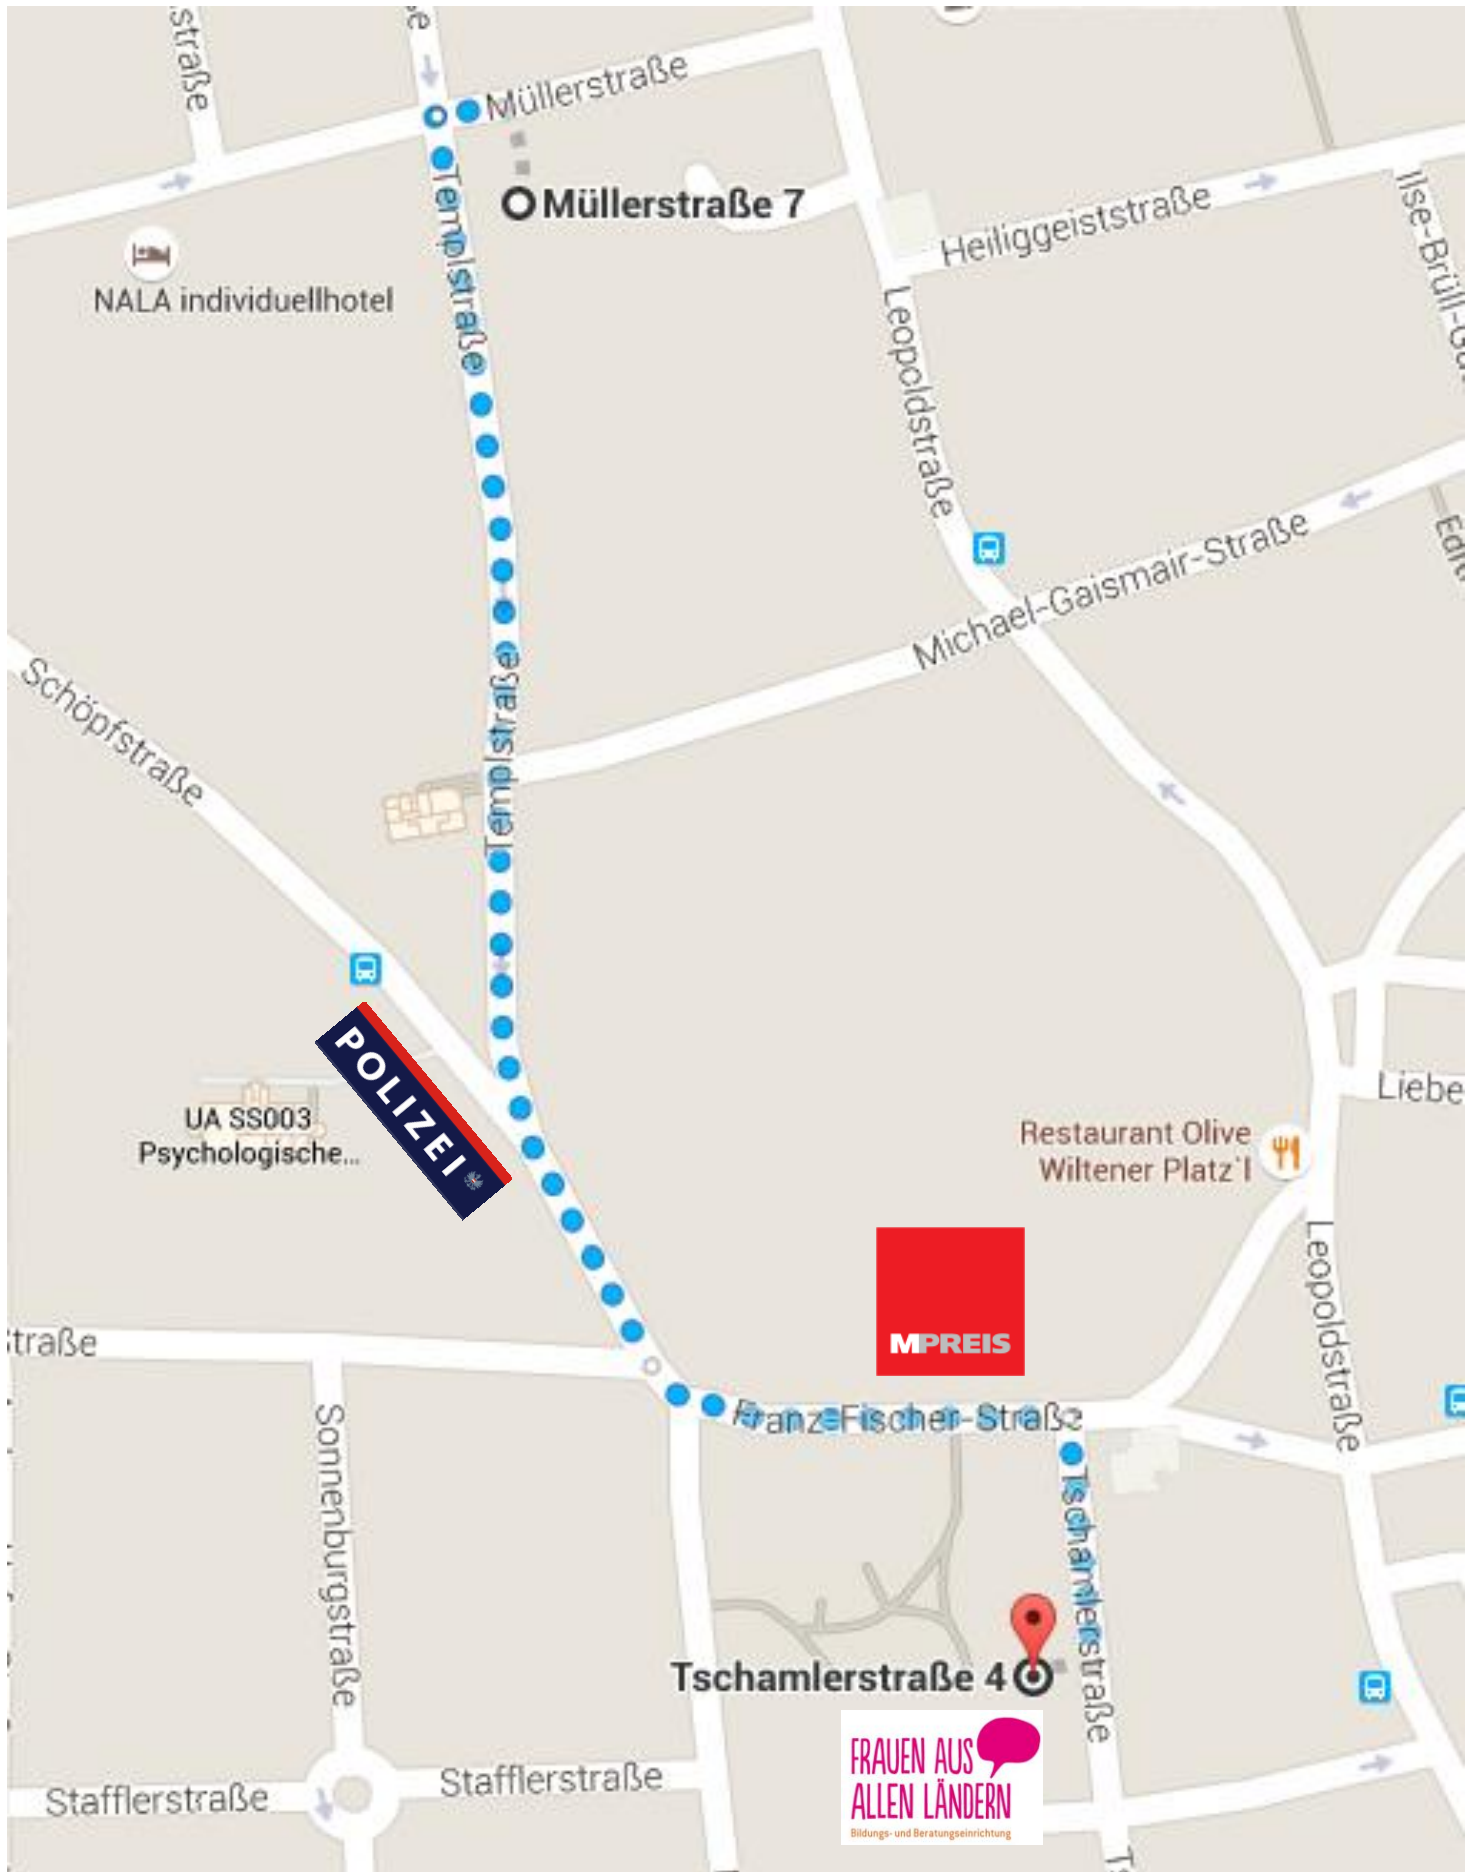 straße
Müllerstraße
Müllerstraße 7
Templstraße
NALA individuellhotel
Heiliggeiststraße
Leopoldstraße
Michael-Gaismair-Straße
Templstraße
Schöpfstraße
POLIZEI
UA SS003
Psychologische...
Liebe
Restaurant Olive
Wiltener Platz`l
MPREIS
traße
Franz-Fischer-Straße
Leopoldstraße
Sonnenburgstraße
Tschamlerstraße
Tschamlerstraße 4
FRAUEN AUS
ALLEN LÄNDERN
Bildungs- und Beratungseinrichtung
Stafflerstraße
Stafflerstraße